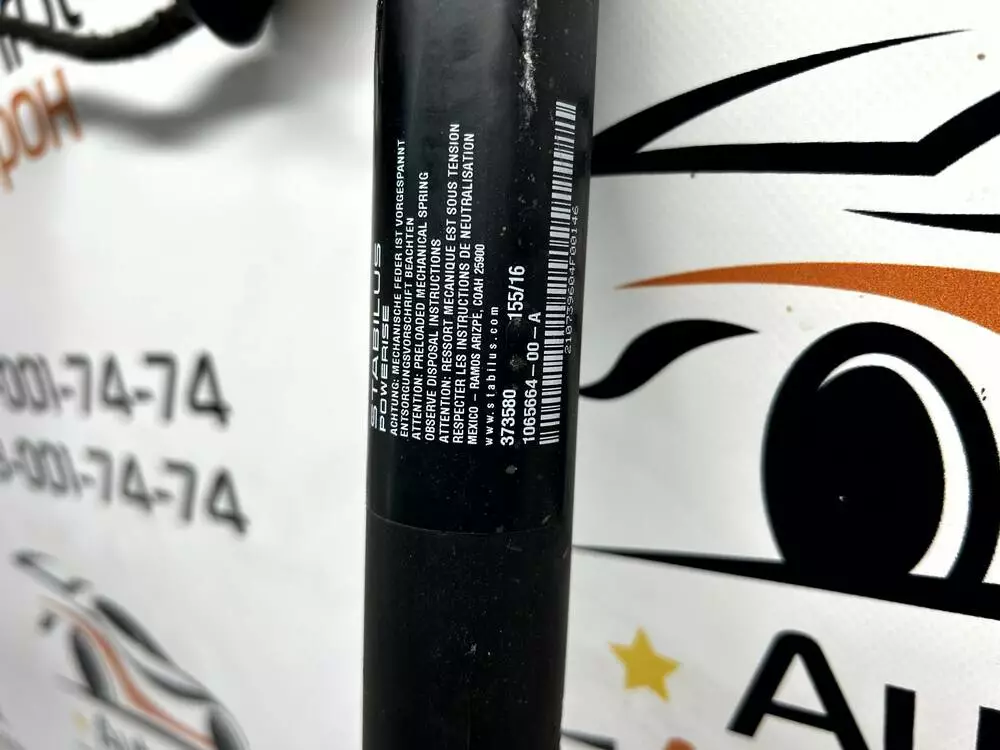 STABILUS
POWERISE
ACHTUNG: MECHANISCHE FEDER IST VORGESPANNT
ENTSORGUNGSVORSCHRIFT BEACHTEN
ATTENTION: PRELOADED MECHANICAL SPRING
OBSERVE DISPOSAL INSTRUCTIONS
ATTENTION: RESSORT MECANIQUE EST SOUS TENSION
RESPECTER LES INSTRUCTIONS DE NEUTRALISATION
MEXICO – RAMOS ARIZPE, COAH 25900
www.stabilus.com
373580 155/16
1065664–00–A
210739604F00146
001-74-74
001-74-74